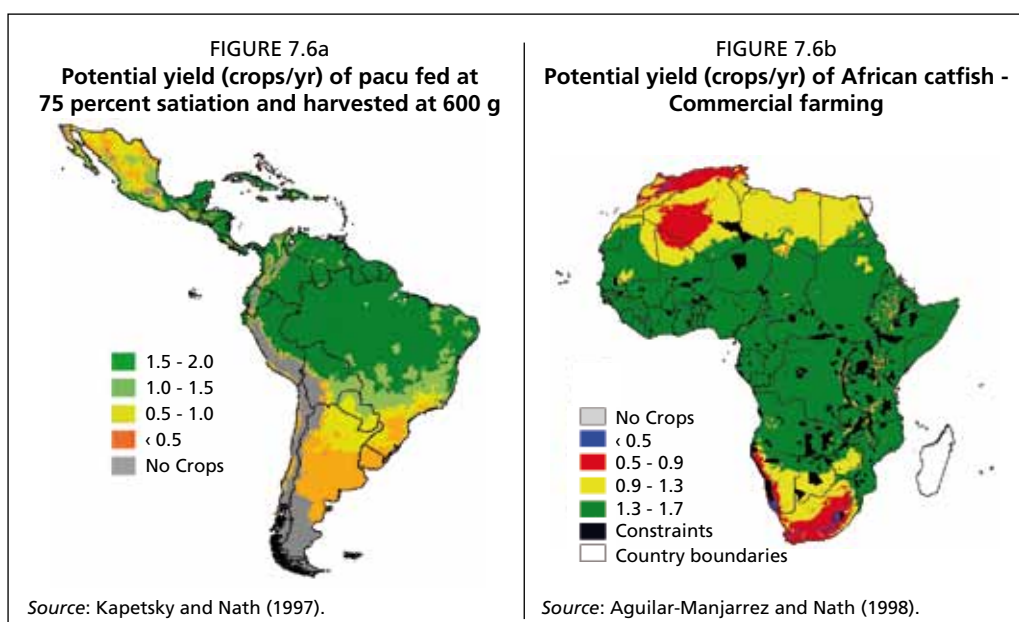 FIGURE 7.6a
Potential yield (crops/yr) of pacu fed at
75 percent satiation and harvested at 600 g
1.5 - 2.0
1.0 - 1.5
0.5 - 1.0
‹ 0.5
No Crops
Source: Kapetsky and Nath (1997).
FIGURE 7.6b
Potential yield (crops/yr) of African catfish -
Commercial farming
No Crops
‹ 0.5
0.5 - 0.9
0.9 - 1.3
1.3 - 1.7
Constraints
Country boundaries
Source: Aguilar-Manjarrez and Nath (1998).